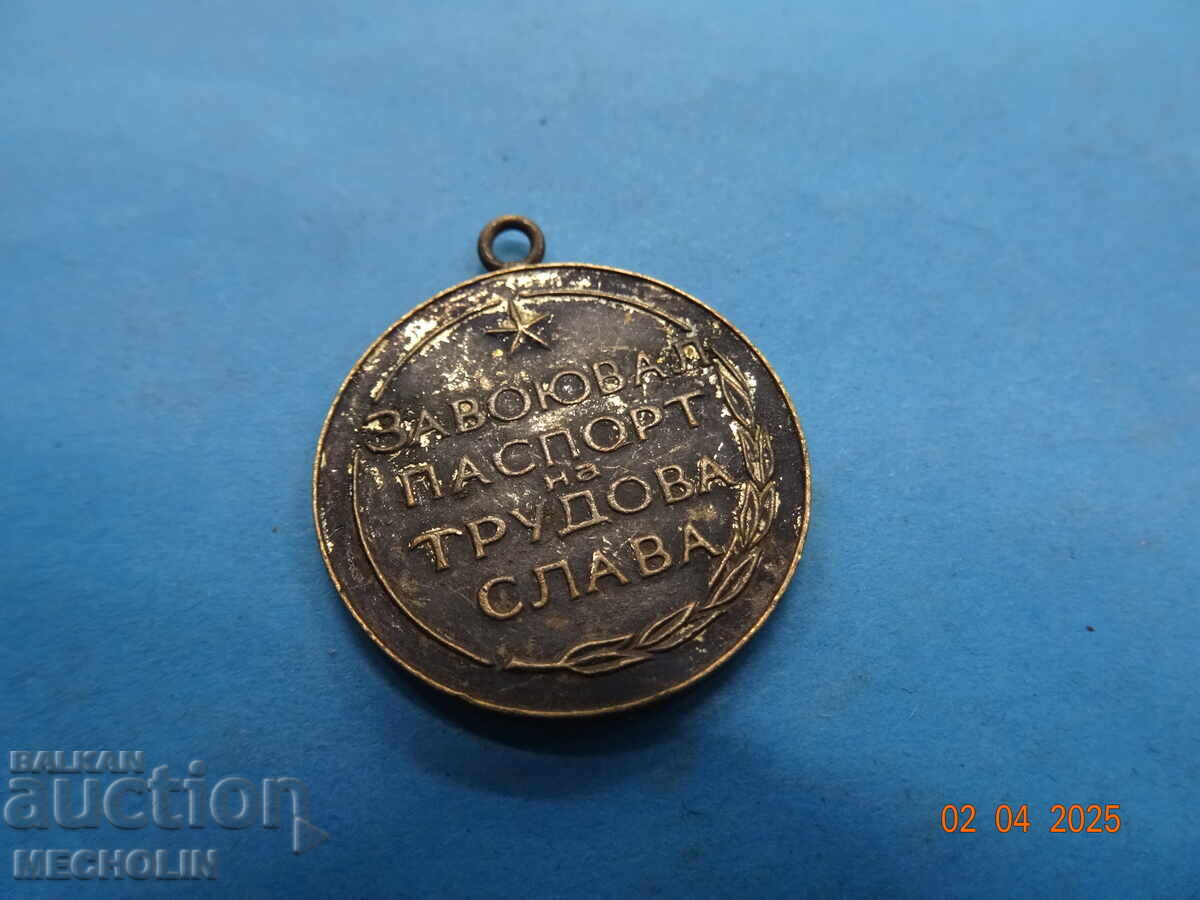 ЗАВОЮВАЛ
ПАСПОРТ
на
ТРУДОВА
СЛАВА
BALKAN
auction
MECHOLIN
02 04 2025